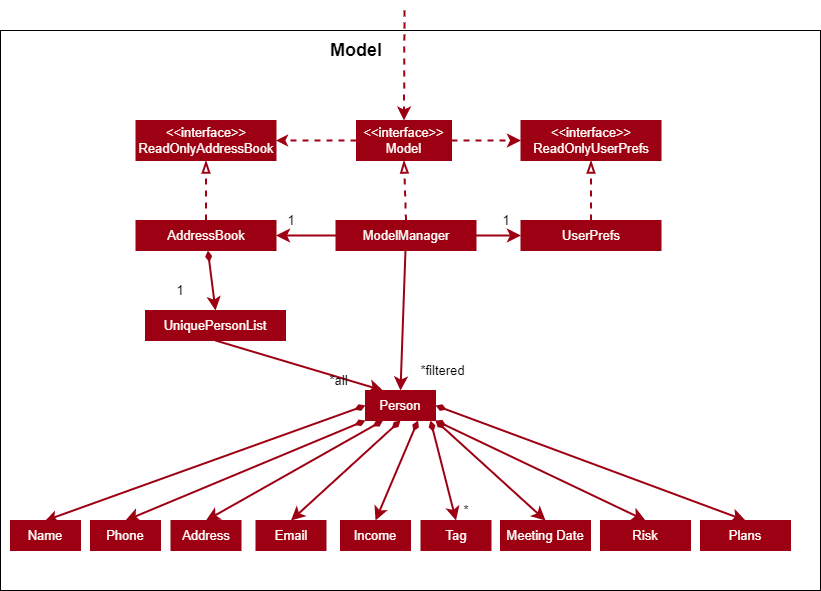 Model
<<interface>>
ReadOnlyAddressBook
<<interface>>
Model
<<interface>>
ReadOnlyUserPrefs
AddressBook
1
ModelManager
1
UserPrefs
1
UniquePersonList
*all
*filtered
Person
*
Name
Phone
Address
Email
Income
Tag
Meeting Date
Risk
Plans